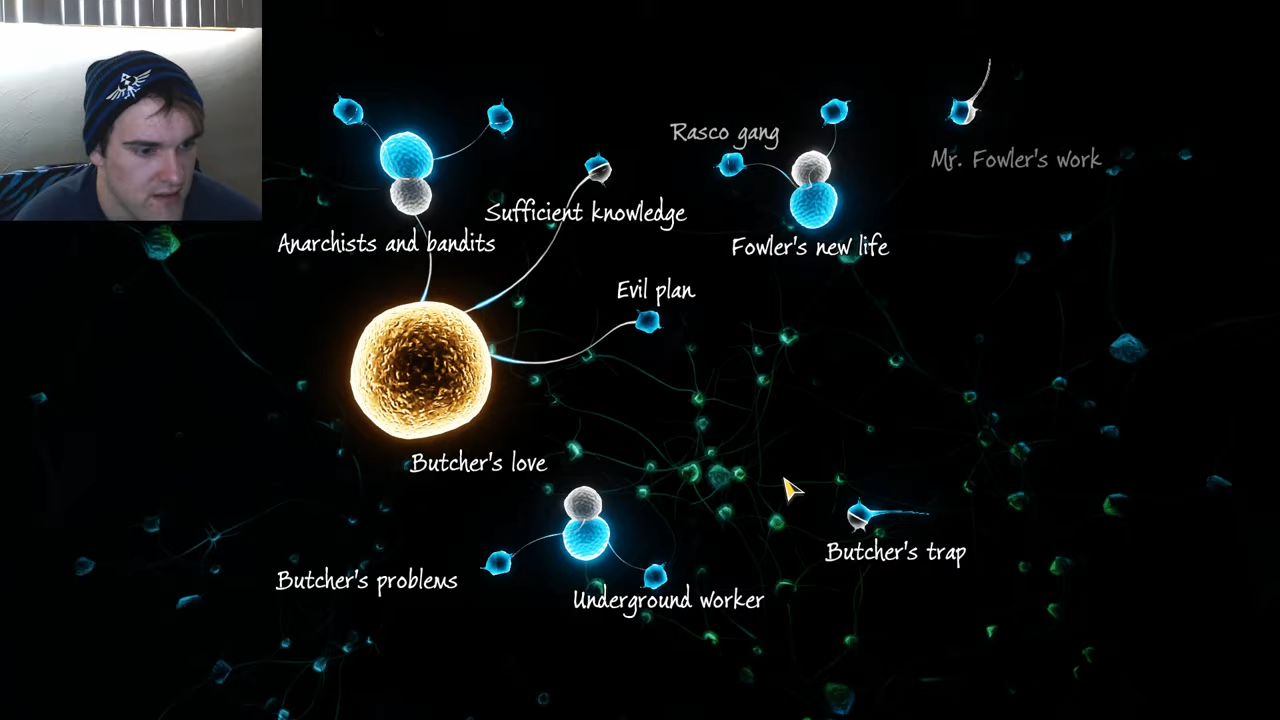 Rasco gang
Mr. Fowler's work
Sufficient knowledge
Anarchists and bandits
Fowler's new life
Evil plan
Butcher's love
Butcher's trap
Butcher's problems
Underground worker